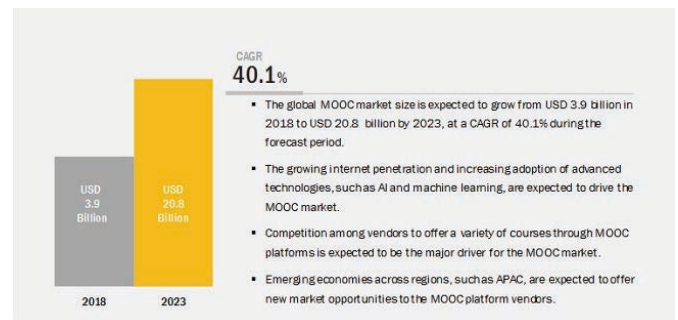 CAGR
40.1%
▪ The global MOOC market size is expected to grow from USD 3.9 billion in
2018 to USD 20.8 billion by 2023, at a CAGR of 40.1% during the
forecast period.
▪ The growing internet penetration and increasing adoption of advanced
technologies, such as AI and machine learning, are expected to drive the
MOOC market.
▪ Competition among vendors to offer a variety of courses through MOOC
platforms is expected to be the major driver for the MOOC market.
▪ Emerging economies across regions, such as APAC, are expected to offer
new market opportunities to the MOOC platform vendors.
USD
3.9
Billion
USD
20.8
Billion
2018
2023